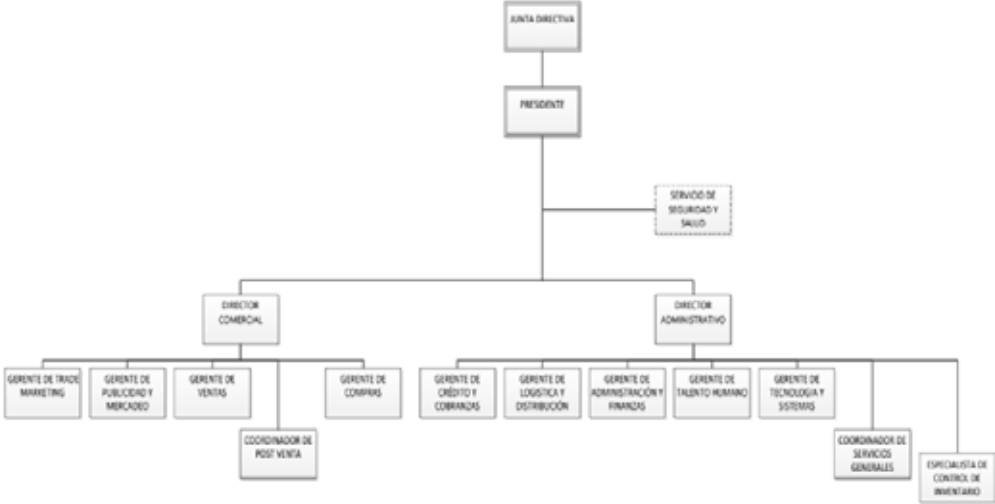 JUNTA DIRECTIVA
PRESIDENTE
SERVICIO DE
SEGURIDAD Y
SALUD
DIRECTOR
COMERCIAL
DIRECTOR
ADMINISTRATIVO
GERENTE DE TRADE
MARKETING
GERENTE DE
PUBLICIDAD Y
MERCADEO
GERENTE DE
VENTAS
GERENTE DE
COMPRAS
GERENTE DE
CRÉDITO Y
COBRANZAS
GERENTE DE
LOGISTICA Y
DISTRIBUCIÓN
GERENTE DE
ADMINISTRACIÓN Y
FINANZAS
GERENTE DE
TALENTO HUMANO
GERENTE DE
TECNOLOGIA Y
SISTEMAS
COORDINADOR DE
POST VENTA
COORDINADOR DE
SERVICIOS
GENERALES
ESPECIALISTA DE
CONTROL DE
INVENTARIO